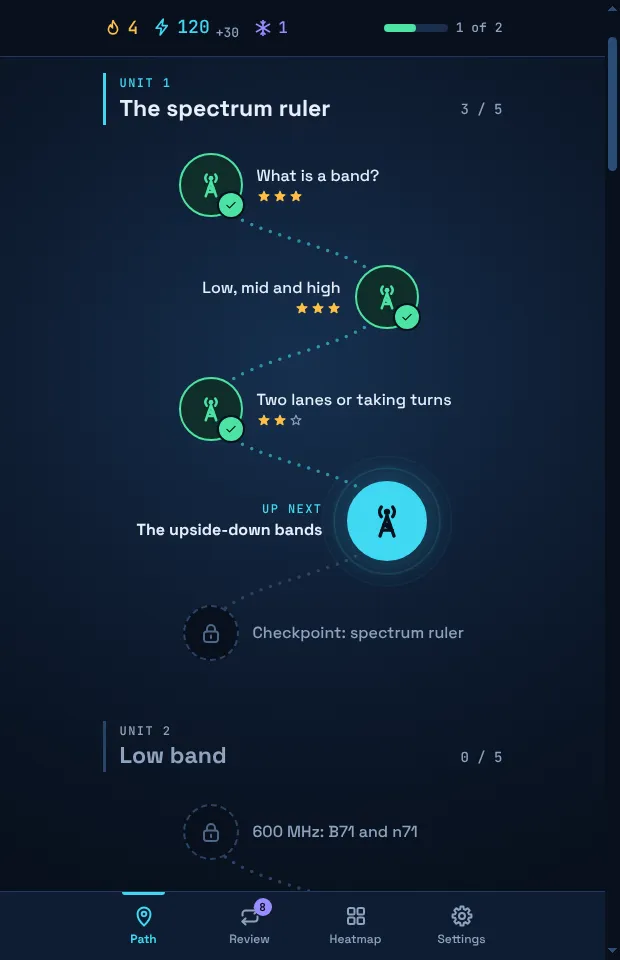 4 120 +30 1 1 of 2
UNIT 1
The spectrum ruler 3 / 5
What is a band?
Low, mid and high
Two lanes or taking turns
UP NEXT
The upside-down bands
Checkpoint: spectrum ruler
UNIT 2
Low band 0 / 5
600 MHz: B71 and n71
8
Path Review Heatmap Settings